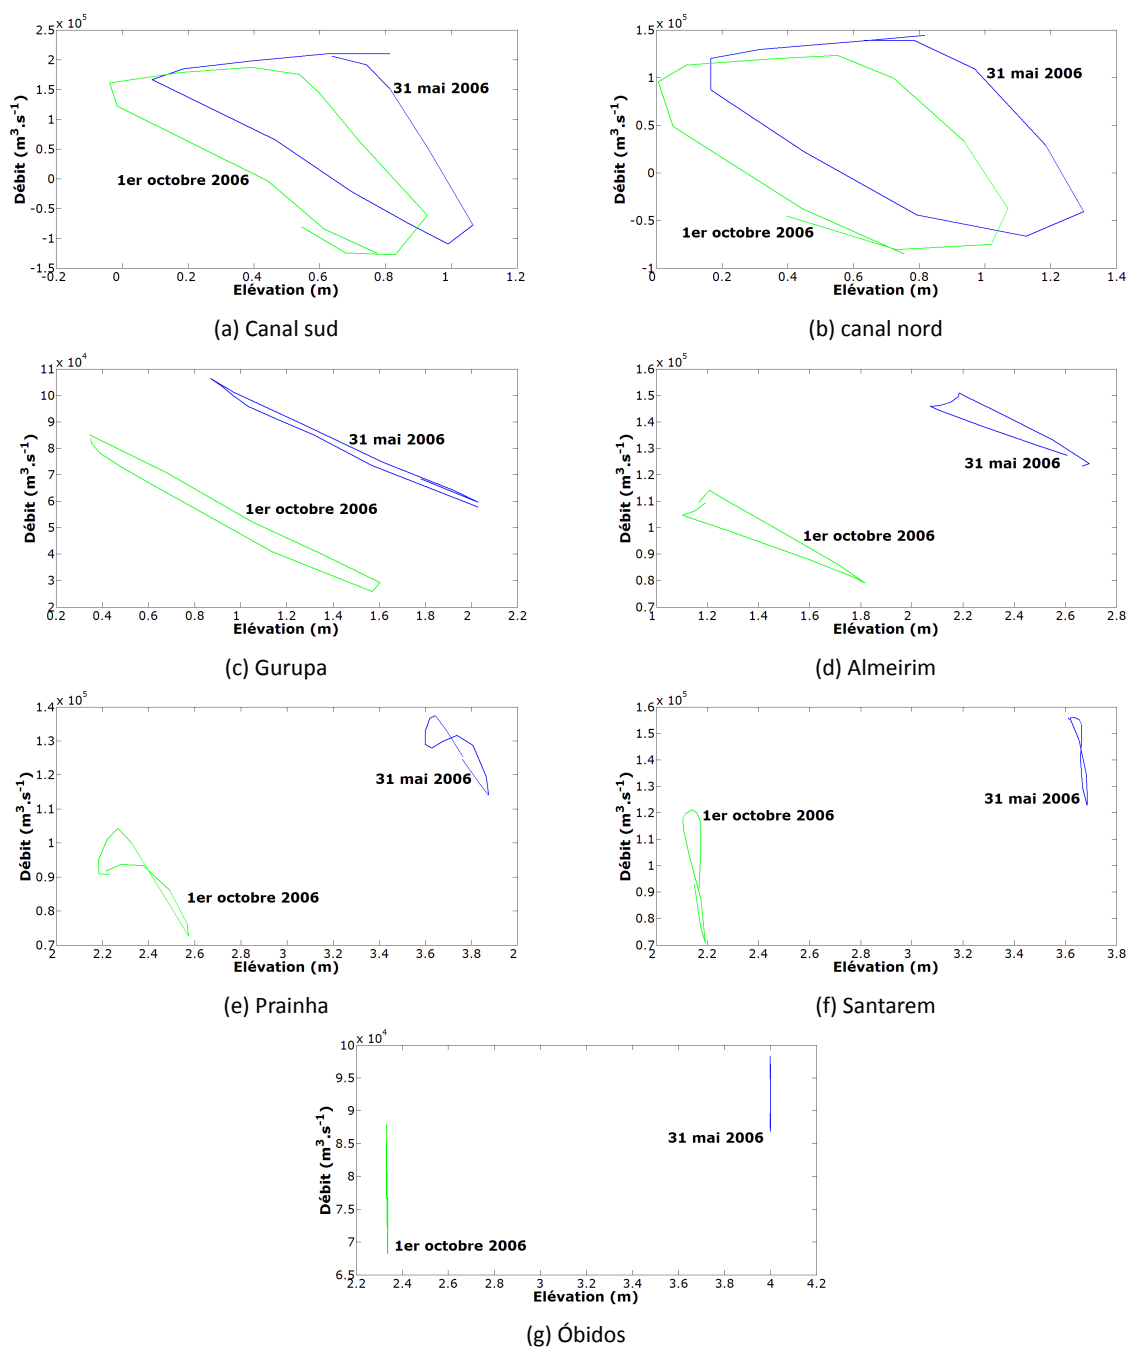 x 10⁵
2.5
2
1.5
1
0.5
0
-0.5
-1
-1.5
Débit (m³.s⁻¹)
31 mai 2006
1er octobre 2006
-0.2 0 0.2 0.4 0.6 0.8 1 1.2
Elévation (m)
(a) Canal sud
x 10⁵
1.5
1
0.5
0
-0.5
-1
Débit (m³.s⁻¹)
31 mai 2006
1er octobre 2006
0 0.2 0.4 0.6 0.8 1 1.2 1.4
Elévation (m)
(b) canal nord
x 10⁴
11
10
9
8
7
6
5
4
3
2
Débit (m³.s⁻¹)
31 mai 2006
1er octobre 2006
0.2 0.4 0.6 0.8 1 1.2 1.4 1.6 1.8 2 2.2
Elévation (m)
(c) Gurupa
x 10⁵
1.6
1.5
1.4
1.3
1.2
1.1
1
0.9
0.8
0.7
Débit (m³.s⁻¹)
31 mai 2006
1er octobre 2006
1 1.2 1.4 1.6 1.8 2 2.2 2.4 2.6 2.8
Elévation (m)
(d) Almeirim
x 10⁵
1.4
1.3
1.2
1.1
1
0.9
0.8
0.7
Débit (m³.s⁻¹)
31 mai 2006
1er octobre 2006
2 2.2 2.4 2.6 2.8 3 3.2 3.4 3.6 3.8 2
Elévation (m)
(e) Prainha
x 10⁵
1.6
1.5
1.4
1.3
1.2
1.1
1
0.9
0.8
0.7
Débit (m³.s⁻¹)
1er octobre 2006
31 mai 2006
2 2.2 2.4 2.6 2.8 3 3.2 3.4 3.6 3.8
Elévation (m)
(f) Santarem
x 10⁴
10
9.5
9
8.5
8
7.5
7
6.5
Débit (m³.s⁻¹)
31 mai 2006
1er octobre 2006
2.2 2.4 2.6 2.8 3 3.2 3.4 3.6 3.8 4 4.2
Elévation (m)
(g) Óbidos